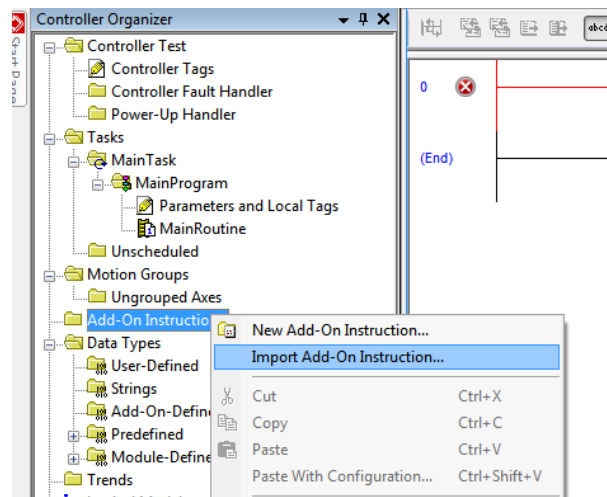 Controller Organizer
Start Page
Controller Test
Controller Tags
Controller Fault Handler
Power-Up Handler
Tasks
MainTask
MainProgram
Parameters and Local Tags
MainRoutine
Unscheduled
Motion Groups
Ungrouped Axes
Add-On Instructio
Data Types
User-Defined
Strings
Add-On-Define
Predefined
Module-Define
Trends
New Add-On Instruction...
Import Add-On Instruction...
Cut Ctrl+X
Copy Ctrl+C
Paste Ctrl+V
Paste With Configuration... Ctrl+Shift+V
abcd
0
(End)